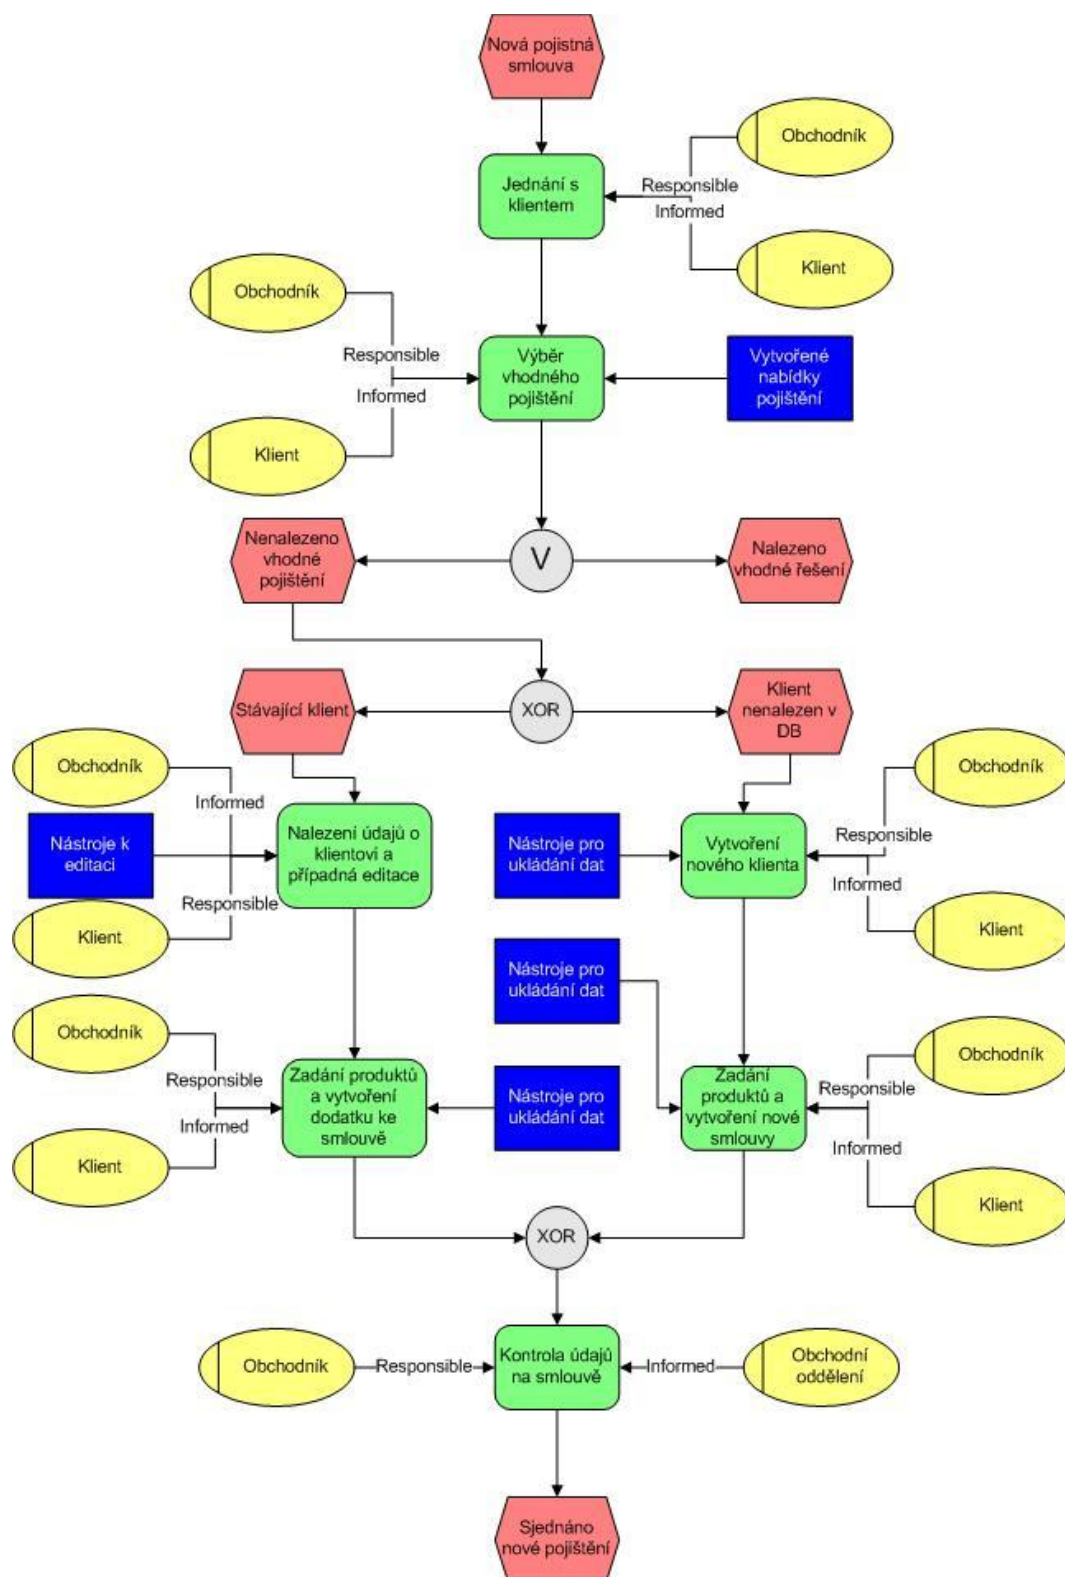 Nová pojistná
smlouva
Obchodník
Jednání s
klientem
Responsible
Informed
Klient
Obchodník
Responsible
Informed
Klient
Výběr
vhodného
pojištění
Vytvořené
nabídky
pojištění
Nenalezeno
vhodné
pojištění
V
Nalezeno
vhodné řešení
Stávající klient
XOR
Klient
nenalezen v
DB
Obchodník
Informed
Nástroje k
editaci
Responsible
Klient
Nalezení údajů o
klientovi a
případná editace
Nástroje pro
ukládání dat
Vytvoření
nového klienta
Obchodník
Responsible
Informed
Klient
Nástroje pro
ukládání dat
Obchodník
Responsible
Informed
Klient
Zadání produktů
a vytvoření
dodatku ke
smlouvě
Nástroje pro
ukládání dat
Zadání
produktů a
vytvoření nové
smlouvy
Obchodník
Responsible
Informed
Klient
XOR
Obchodník
Responsible
Kontrola údajů
na smlouvě
Informed
Obchodní
oddělení
Sjednáno
nové pojištění